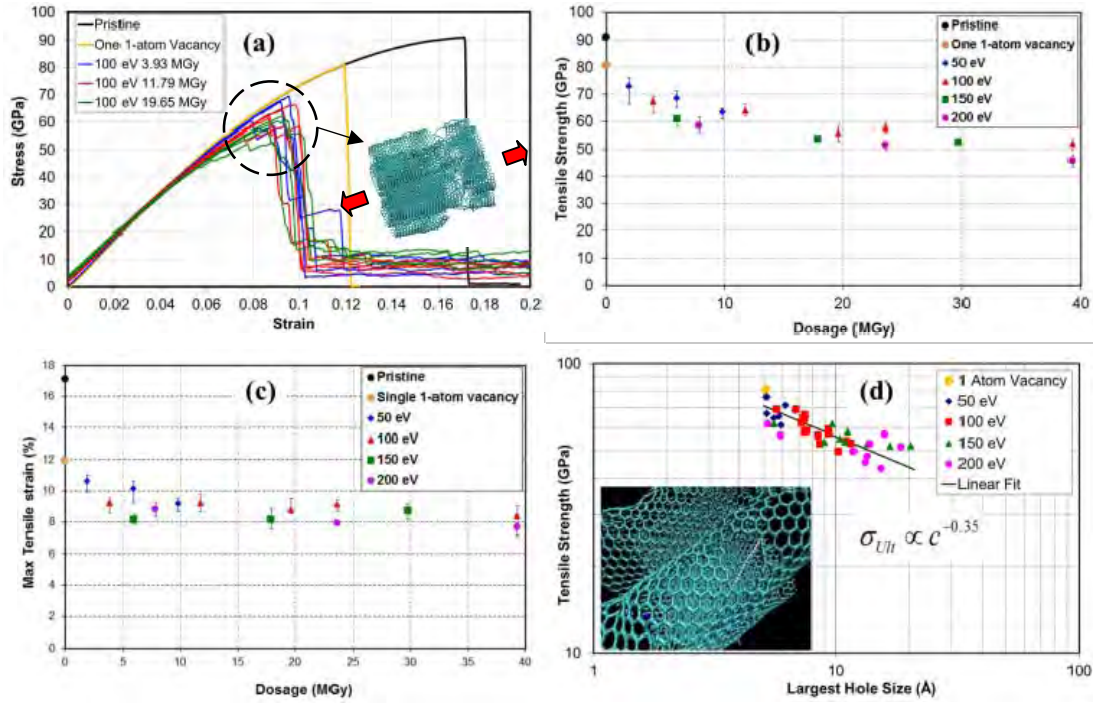 (a)
Pristine
One 1-atom Vacancy
100 eV 3.93 MGy
100 eV 11.79 MGy
100 eV 19.65 MGy
Stress (GPa)
100
90
80
70
60
50
40
30
20
10
0
0 0.02 0.04 0.06 0.08 0.1 0.12 0.14 0.16 0.18 0.2
Strain
(b)
Pristine
One 1-atom vacancy
50 eV
100 eV
150 eV
200 eV
Tensile Strength (GPa)
100
90
80
70
60
50
40
30
20
10
0
0 10 20 30 40
Dosage (MGy)
(c)
Pristine
Single 1-atom vacancy
50 eV
100 eV
150 eV
200 eV
Max Tensile strain (%)
18
16
14
12
10
8
6
4
2
0
0 5 10 15 20 25 30 35 40
Dosage (MGy)
(d)
1 Atom Vacancy
50 eV
100 eV
150 eV
200 eV
Linear Fit
σ_Ult ∝ c^-0.35
Tensile Strength (GPa)
100
10
1 10 100
Largest Hole Size (Å)